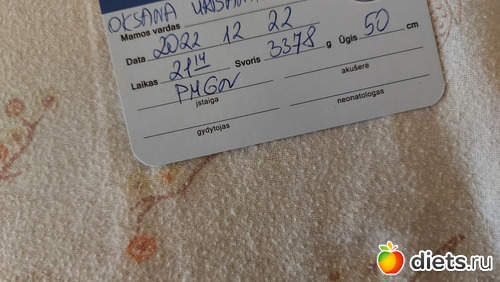 OKSANA
Mamos vardas
Data 2022 12 22
Laikas 21 14 Svoris 3378 g Ūgis 50 cm
įstaiga akušerė
gydytojas neonatologas
diets.ru